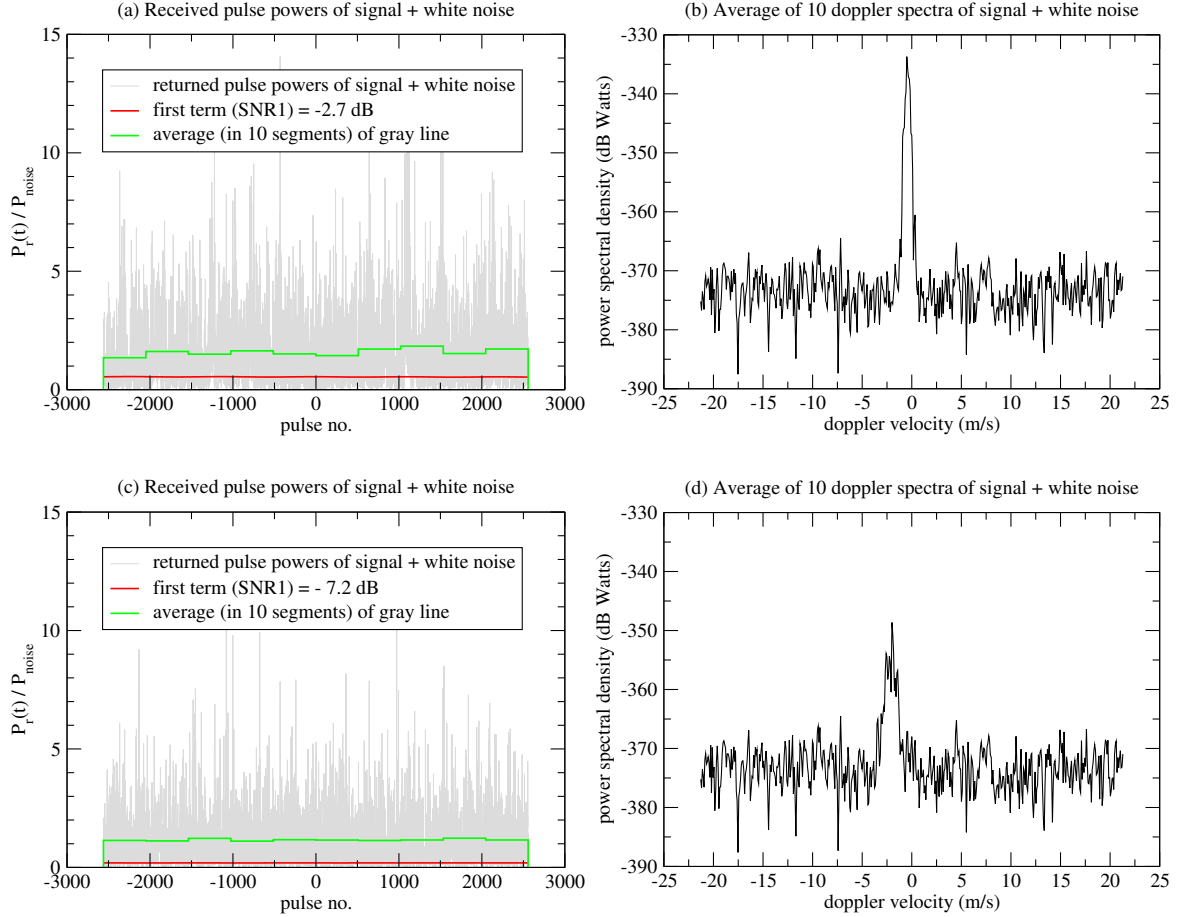 (a) Received pulse powers of signal + white noise
15
10
5
0
P_r(t) / P_noise
returned pulse powers of signal + white noise
first term (SNR1) = -2.7 dB
average (in 10 segments) of gray line
-3000 -2000 -1000 0 1000 2000 3000
pulse no.
(b) Average of 10 doppler spectra of signal + white noise
-330
-340
-350
-360
-370
-380
-390
power spectral density (dB Watts)
-25 -20 -15 -10 -5 0 5 10 15 20 25
doppler velocity (m/s)
(c) Received pulse powers of signal + white noise
15
10
5
0
P_r(t) / P_noise
returned pulse powers of signal + white noise
first term (SNR1) = - 7.2 dB
average (in 10 segments) of gray line
-3000 -2000 -1000 0 1000 2000 3000
pulse no.
(d) Average of 10 doppler spectra of signal + white noise
-330
-340
-350
-360
-370
-380
-390
power spectral density (dB Watts)
-25 -20 -15 -10 -5 0 5 10 15 20 25
doppler velocity (m/s)